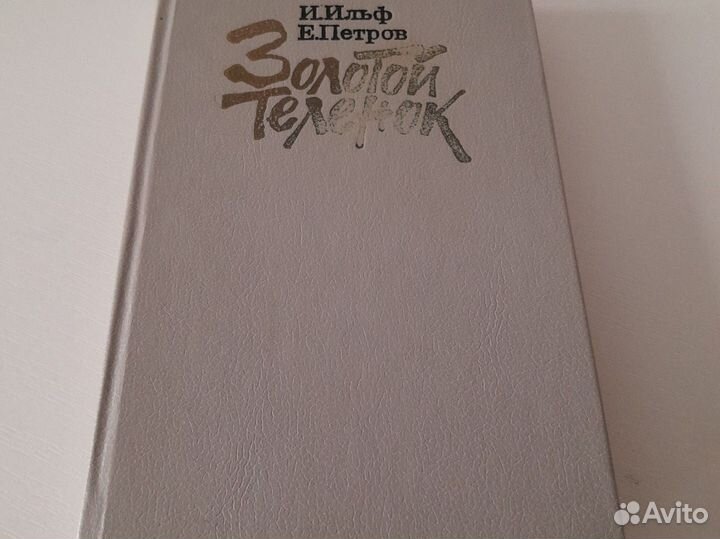 И.Ильф
Е.Петров
Золотой
теленок
Avito